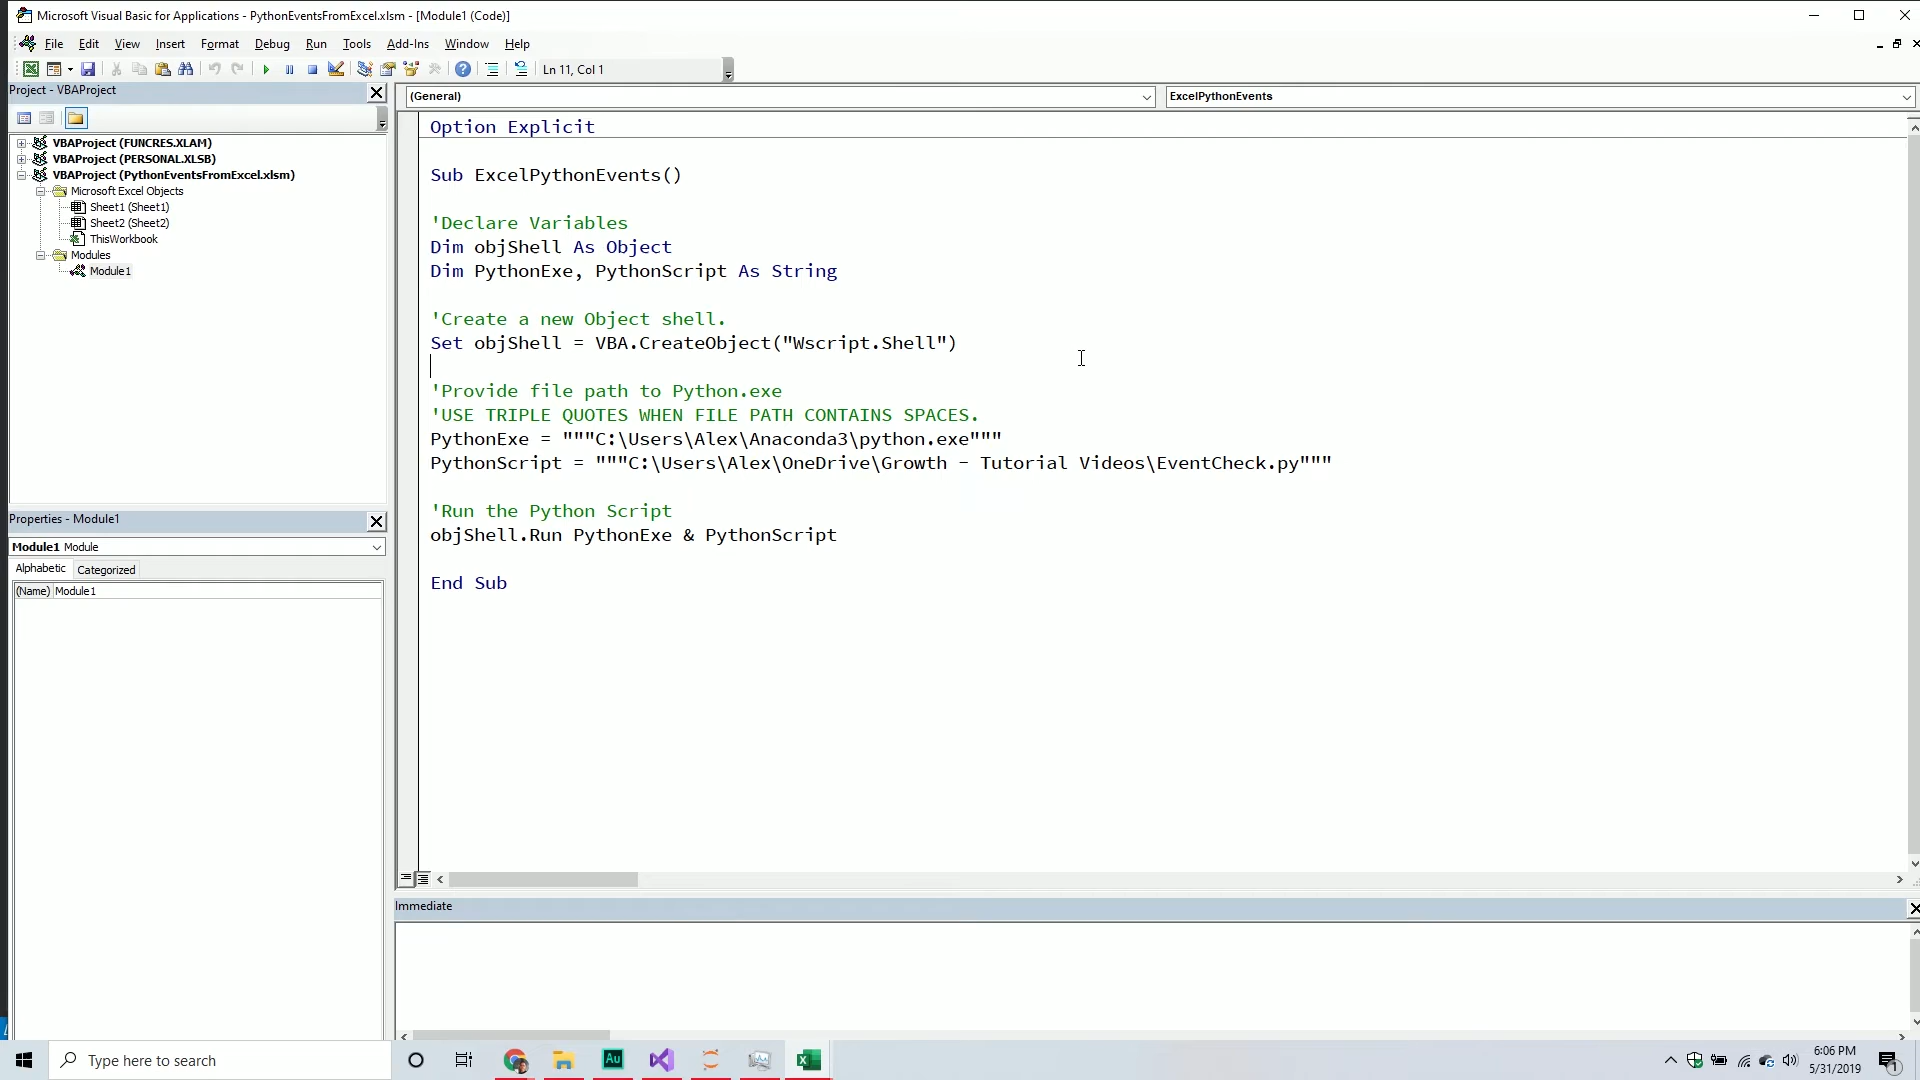 Microsoft Visual Basic for Applications - PythonEventsFromExcel.xlsm - [Module1 (Code)]
File Edit View Insert Format Debug Run Tools Add-Ins Window Help
Ln 11, Col 1
Project - VBAProject
(General)
ExcelPythonEvents
VBAProject (FUNCRES.XLAM)
VBAProject (PERSONAL.XLSB)
VBAProject (PythonEventsFromExcel.xlsm)
Microsoft Excel Objects
Sheet1 (Sheet1)
Sheet2 (Sheet2)
ThisWorkbook
Modules
Module1
Properties - Module1
Module1 Module
Alphabetic Categorized
(Name) Module1
Option Explicit
Sub ExcelPythonEvents()
'Declare Variables
Dim objShell As Object
Dim PythonExe, PythonScript As String
'Create a new Object shell.
Set objShell = VBA.CreateObject("Wscript.Shell")
'Provide file path to Python.exe
'USE TRIPLE QUOTES WHEN FILE PATH CONTAINS SPACES.
PythonExe = """C:\Users\Alex\Anaconda3\python.exe"""
PythonScript = """C:\Users\Alex\OneDrive\Growth - Tutorial Videos\EventCheck.py"""
'Run the Python Script
objShell.Run PythonExe & PythonScript
End Sub
Immediate
Type here to search
Au
6:06 PM
5/31/2019
1